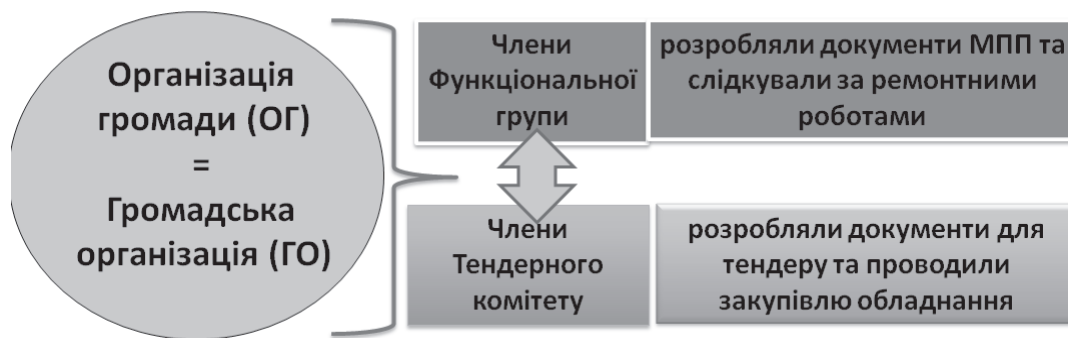 Організація
громади (ОГ)
=
Громадська
організація (ГО)
Члени
Функціональної
групи
розробляли документи МПП та
слідкували за ремонтними
роботами
Члени
Тендерного
комітету
розробляли документи для
тендеру та проводили
закупівлю обладнання